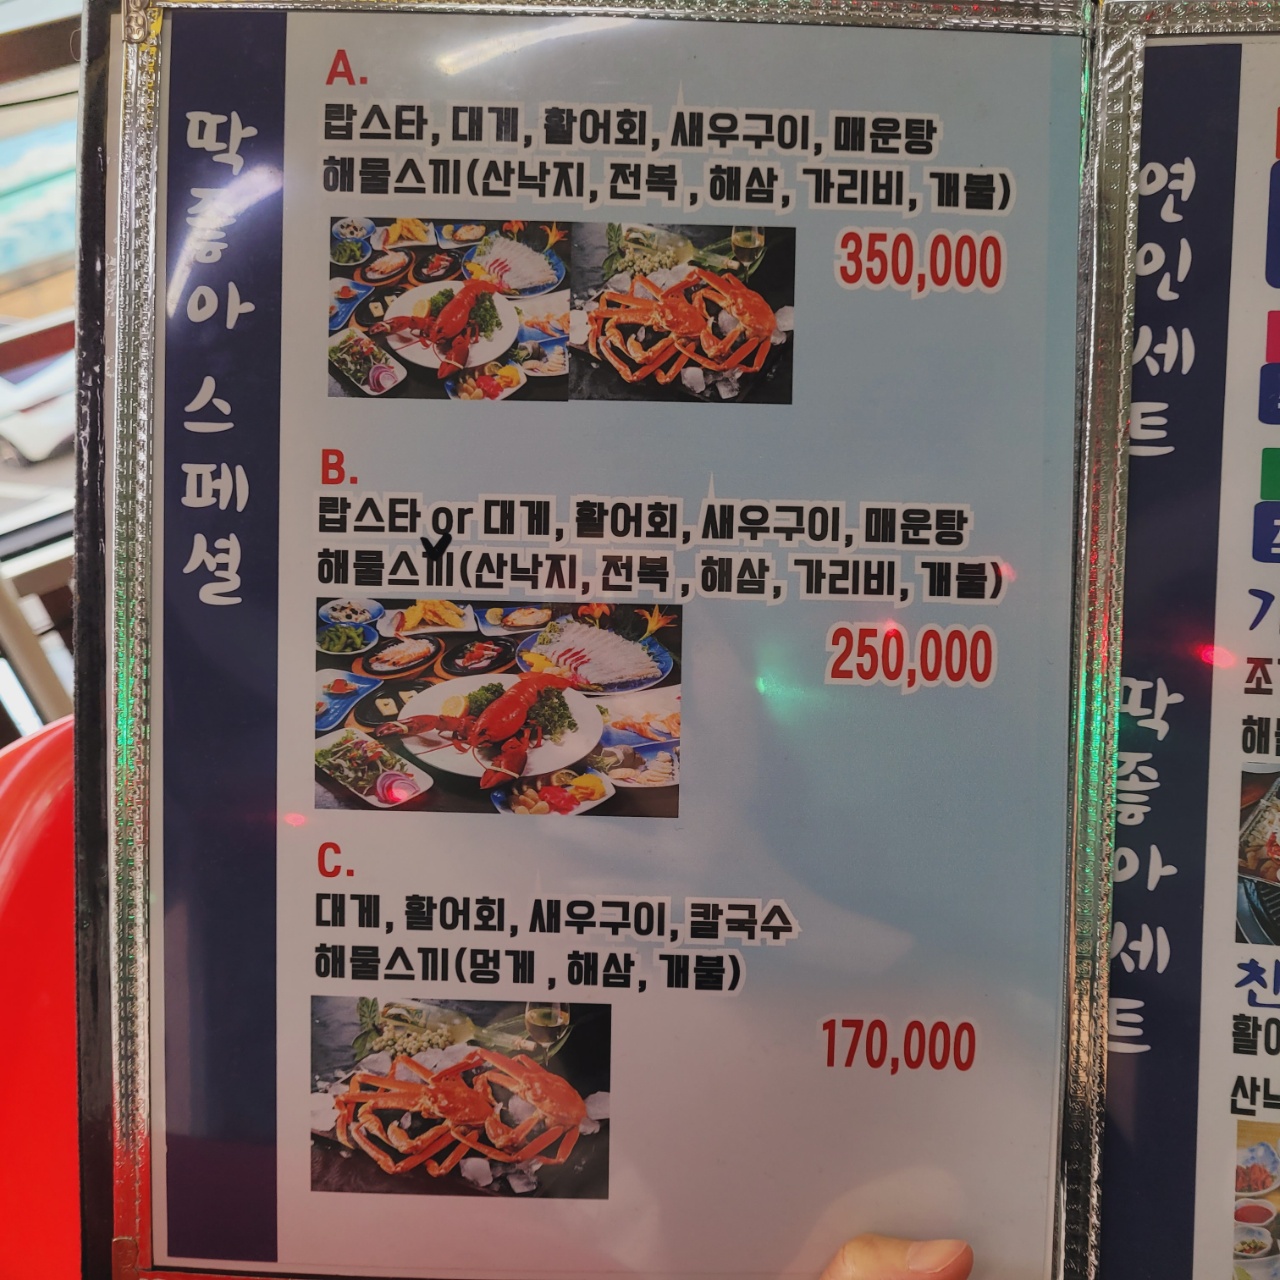 딱좋아 스페셜
A.
랍스타, 대게, 활어회, 새우구이, 매운탕
해물스끼(산낙지, 전복 , 해삼, 가리비, 개불)
350,000
B.
랍스타 or 대게, 활어회, 새우구이, 매운탕
해물스끼(산낙지, 전복 , 해삼, 가리비, 개불)
250,000
C.
대게, 활어회, 새우구이, 칼국수
해물스끼(멍게 , 해삼, 개불)
170,000
연인세트
딱좋아세트